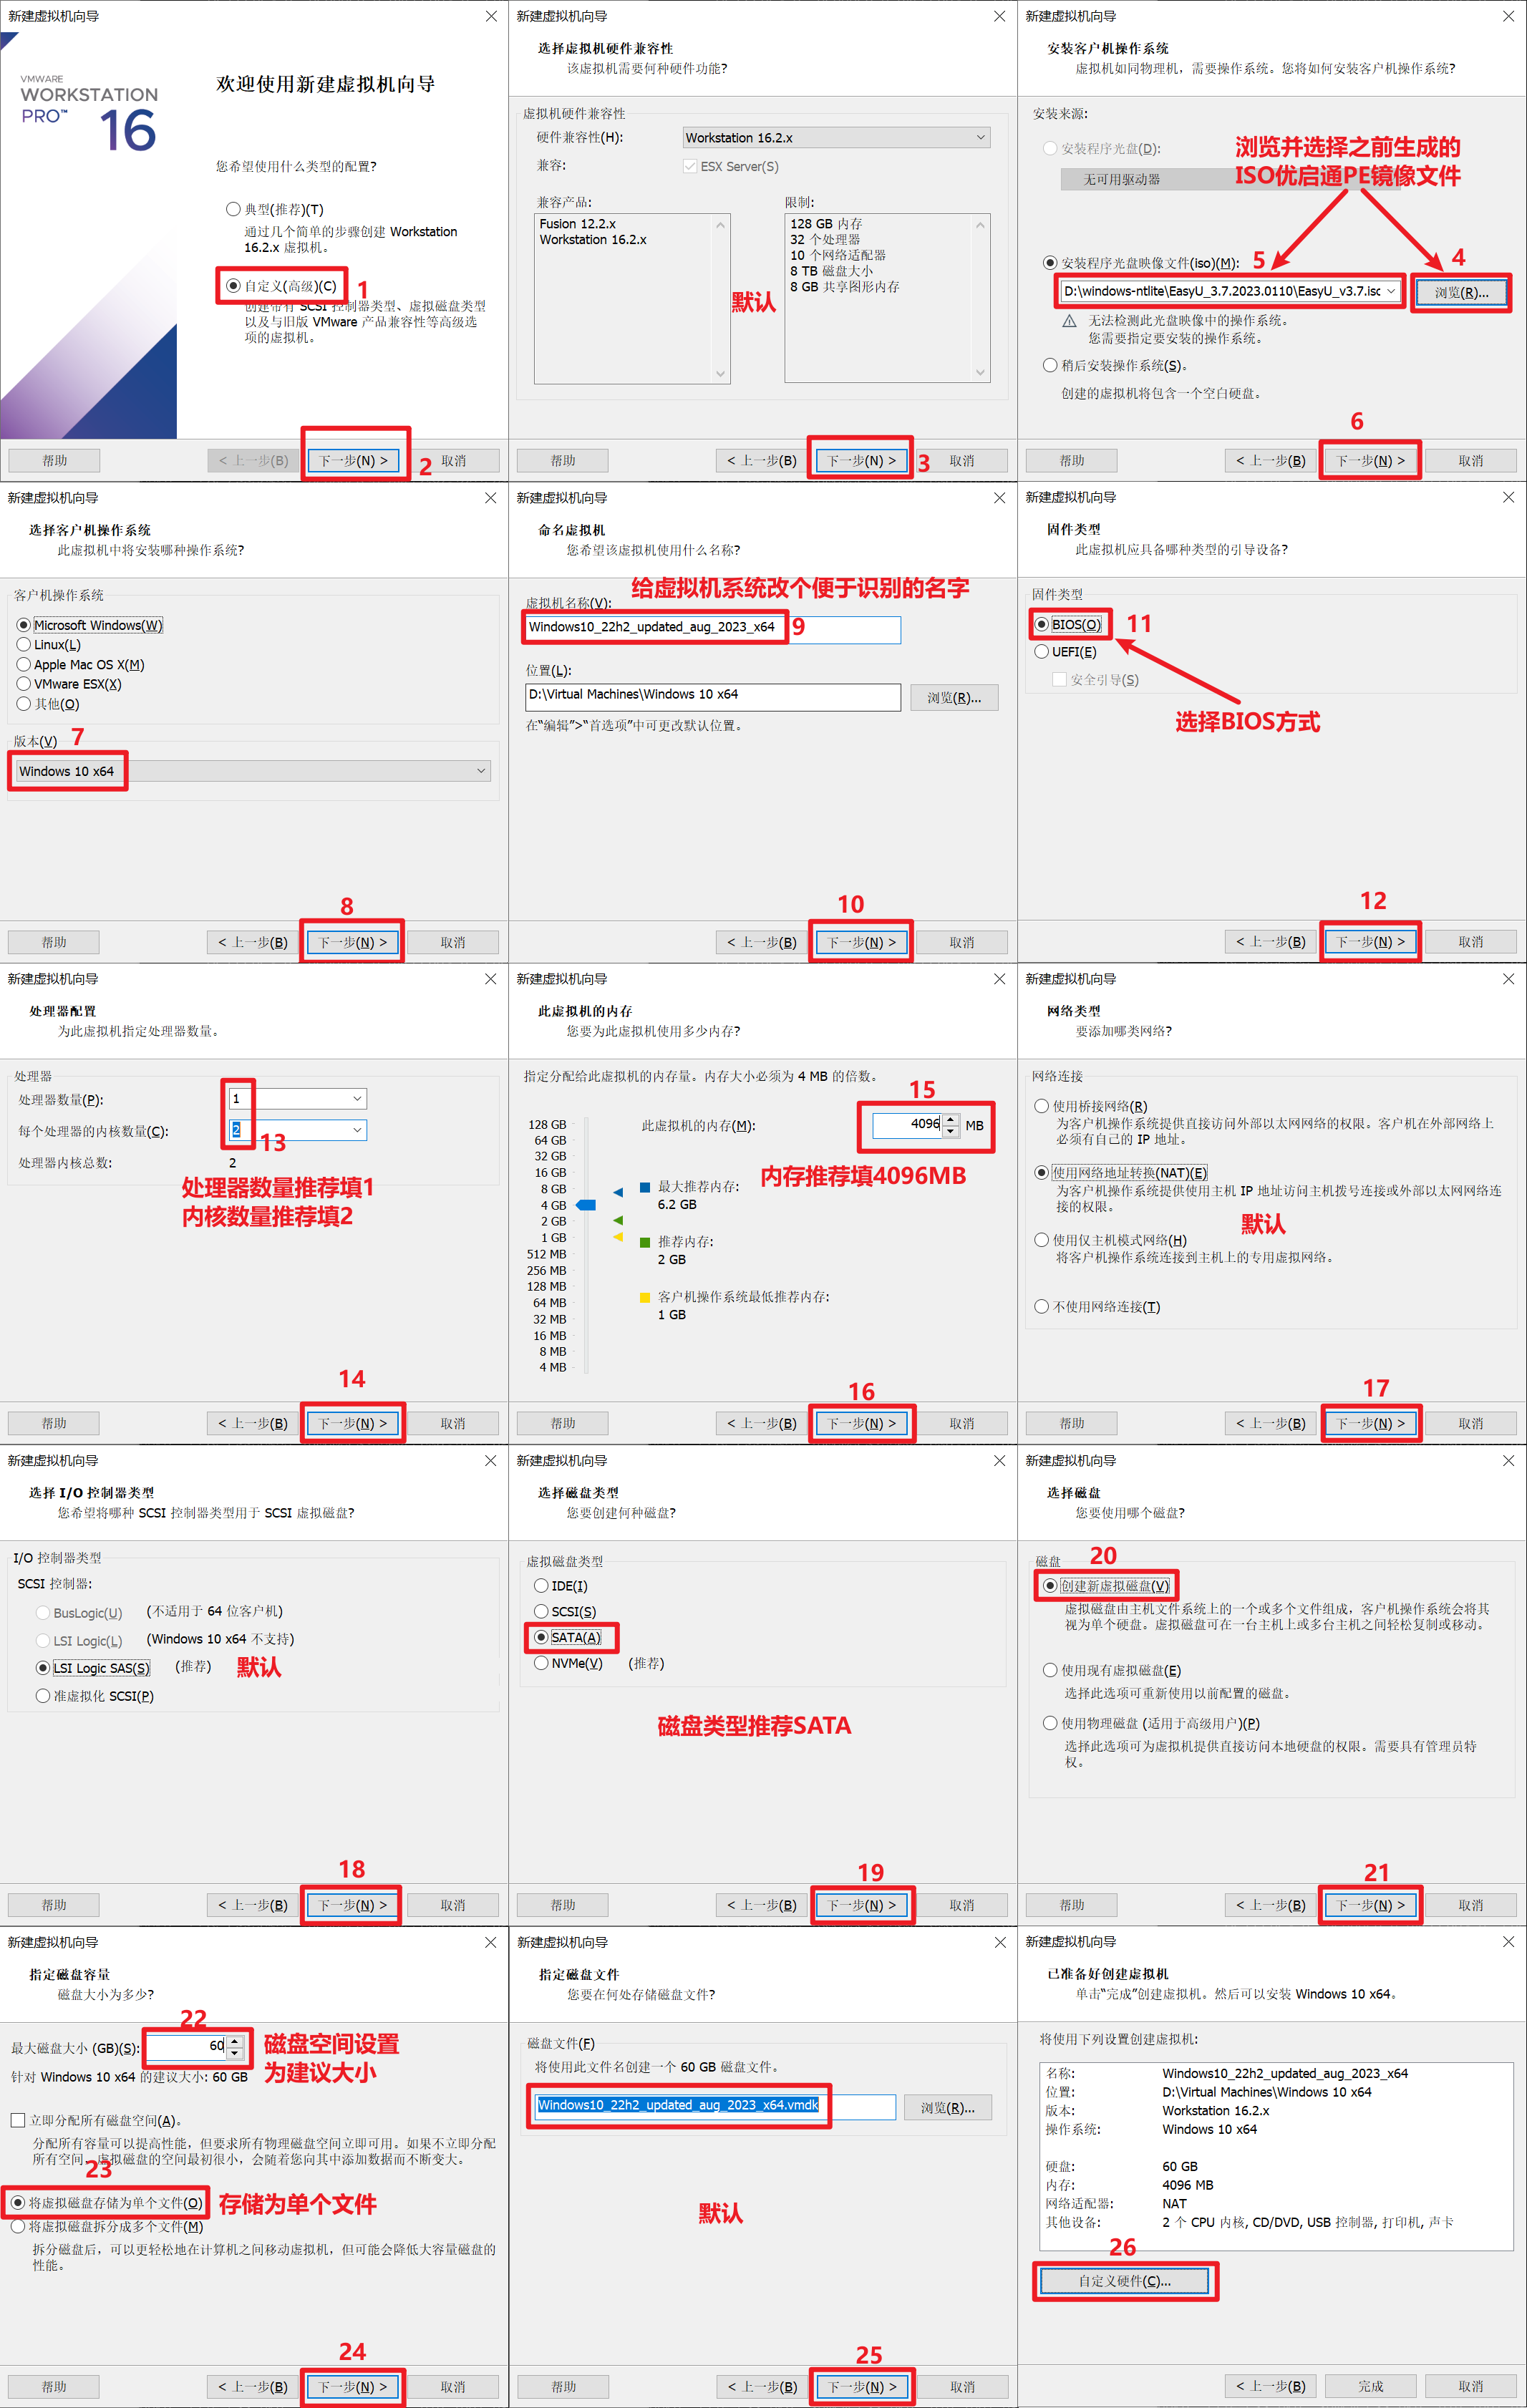 新建虚拟机向导
VMWARE
WORKSTATION
PRO™ 16
欢迎使用新建虚拟机向导
您希望使用什么类型的配置?
典型(推荐)(T)
通过几个简单的步骤创建 Workstation
16.2.x 虚拟机。
自定义(高级)(C) 1
创建带有 SCSI 控制器类型、虚拟磁盘类型
以及与旧版 VMware 产品兼容性等高级选
项的虚拟机。
帮助 < 上一步(B) 下一步(N) > 2 取消
新建虚拟机向导
选择虚拟机硬件兼容性
该虚拟机需要何种硬件功能?
虚拟机硬件兼容性
硬件兼容性(H): Workstation 16.2.x
兼容: ESX Server(S)
兼容产品: 限制:
Fusion 12.2.x
Workstation 16.2.x
128 GB 内存
32 个处理器
10 个网络适配器
8 TB 磁盘大小
8 GB 共享图形内存
默认
帮助 < 上一步(B) 下一步(N) > 3 取消
新建虚拟机向导
安装客户机操作系统
虚拟机如同物理机，需要操作系统。您将如何安装客户机操作系统?
安装来源:
安装程序光盘(D):
无可用驱动器
浏览并选择之前生成的
ISO优启通PE镜像文件
安装程序光盘映像文件(iso)(M): 5 4
D:\windows-ntlite\EasyU_3.7.2023.0110\EasyU_v3.7.isc 浏览(R)...
无法检测此光盘映像中的操作系统。
您需要指定要安装的操作系统。
稍后安装操作系统(S)。
创建的虚拟机将包含一个空白硬盘。
6
帮助 < 上一步(B) 下一步(N) > 取消
新建虚拟机向导
选择客户机操作系统
此虚拟机中将安装哪种操作系统?
客户机操作系统
Microsoft Windows(W)
Linux(L)
Apple Mac OS X(M)
VMware ESX(X)
其他(O)
版本(V) 7
Windows 10 x64
8
帮助 < 上一步(B) 下一步(N) > 取消
新建虚拟机向导
命名虚拟机
您希望该虚拟机使用什么名称?
给虚拟机系统改个便于识别的名字
虚拟机名称(V):
Windows10_22h2_updated_aug_2023_x64 9
位置(L):
D:\Virtual Machines\Windows 10 x64 浏览(R)...
在“编辑”>“首选项”中可更改默认位置。
10
帮助 < 上一步(B) 下一步(N) > 取消
新建虚拟机向导
固件类型
此虚拟机应具备哪种类型的引导设备?
固件类型
BIOS(O) 11
UEFI(E)
安全引导(S)
选择BIOS方式
12
帮助 < 上一步(B) 下一步(N) > 取消
新建虚拟机向导
处理器配置
为此虚拟机指定处理器数量。
处理器
处理器数量(P): 1
每个处理器的内核数量(C): 2 13
处理器内核总数: 2
处理器数量推荐填1
内核数量推荐填2
14
帮助 < 上一步(B) 下一步(N) > 取消
新建虚拟机向导
此虚拟机的内存
您要为此虚拟机使用多少内存?
指定分配给此虚拟机的内存量。内存大小必须为 4 MB 的倍数。
15
此虚拟机的内存(M): 4096 MB
内存推荐填4096MB
128 GB
64 GB
32 GB
16 GB
8 GB
4 GB
2 GB
1 GB
512 MB
256 MB
128 MB
64 MB
32 MB
16 MB
8 MB
4 MB
最大推荐内存:
6.2 GB
推荐内存:
2 GB
客户机操作系统最低推荐内存:
1 GB
16
帮助 < 上一步(B) 下一步(N) > 取消
新建虚拟机向导
网络类型
要添加哪类网络?
网络连接
使用桥接网络(R)
为客户机操作系统提供直接访问外部以太网网络的权限。客户机在外部网络上
必须有自己的 IP 地址。
使用网络地址转换(NAT)(E)
为客户机操作系统提供使用主机 IP 地址访问主机拨号连接或外部以太网网络连
接的权限。
默认
使用仅主机模式网络(H)
将客户机操作系统连接到主机上的专用虚拟网络。
不使用网络连接(T)
17
帮助 < 上一步(B) 下一步(N) > 取消
新建虚拟机向导
选择 I/O 控制器类型
您希望将哪种 SCSI 控制器类型用于 SCSI 虚拟磁盘?
I/O 控制器类型
SCSI 控制器:
BusLogic(U) (不适用于 64 位客户机)
LSI Logic(L) (Windows 10 x64 不支持)
LSI Logic SAS(S) (推荐) 默认
准虚拟化 SCSI(P)
18
帮助 < 上一步(B) 下一步(N) > 取消
新建虚拟机向导
选择磁盘类型
您要创建何种磁盘?
虚拟磁盘类型
IDE(I)
SCSI(S)
SATA(A)
NVMe(V) (推荐)
磁盘类型推荐SATA
19
帮助 < 上一步(B) 下一步(N) > 取消
新建虚拟机向导
选择磁盘
您要使用哪个磁盘?
磁盘 20
创建新虚拟磁盘(V)
虚拟磁盘由主机文件系统上的一个或多个文件组成，客户机操作系统会将其
视为单个硬盘。虚拟磁盘可在一台主机上或多台主机之间轻松复制或移动。
使用现有虚拟磁盘(E)
选择此选项可重新使用以前配置的磁盘。
使用物理磁盘 (适用于高级用户)(P)
选择此选项可为虚拟机提供直接访问本地硬盘的权限。需要具有管理员特
权。
21
帮助 < 上一步(B) 下一步(N) > 取消
新建虚拟机向导
指定磁盘容量
磁盘大小为多少?
22
最大磁盘大小 (GB)(S): 60
针对 Windows 10 x64 的建议大小: 60 GB
磁盘空间设置
为建议大小
立即分配所有磁盘空间(A)。
分配所有容量可以提高性能，但要求所有物理磁盘空间立即可用。如果不立即分配
所有空间，虚拟磁盘的空间最初很小，会随着您向其中添加数据而不断变大。
23
将虚拟磁盘存储为单个文件(O) 存储为单个文件
将虚拟磁盘拆分成多个文件(M)
拆分磁盘后，可以更轻松地在计算机之间移动虚拟机，但可能会降低大容量磁盘的
性能。
24
帮助 < 上一步(B) 下一步(N) > 取消
新建虚拟机向导
指定磁盘文件
您要在何处存储磁盘文件?
磁盘文件(F)
将使用此文件名创建一个 60 GB 磁盘文件。
Windows10_22h2_updated_aug_2023_x64.vmdk 浏览(R)...
默认
25
帮助 < 上一步(B) 下一步(N) > 取消
新建虚拟机向导
已准备好创建虚拟机
单击“完成”创建虚拟机。然后可以安装 Windows 10 x64。
将使用下列设置创建虚拟机:
名称: Windows10_22h2_updated_aug_2023_x64
位置: D:\Virtual Machines\Windows 10 x64
版本: Workstation 16.2.x
操作系统: Windows 10 x64
硬盘: 60 GB
内存: 4096 MB
网络适配器: NAT
其他设备: 2 个 CPU 内核, CD/DVD, USB 控制器, 打印机, 声卡
26
自定义硬件(C)...
< 上一步(B) 完成 取消